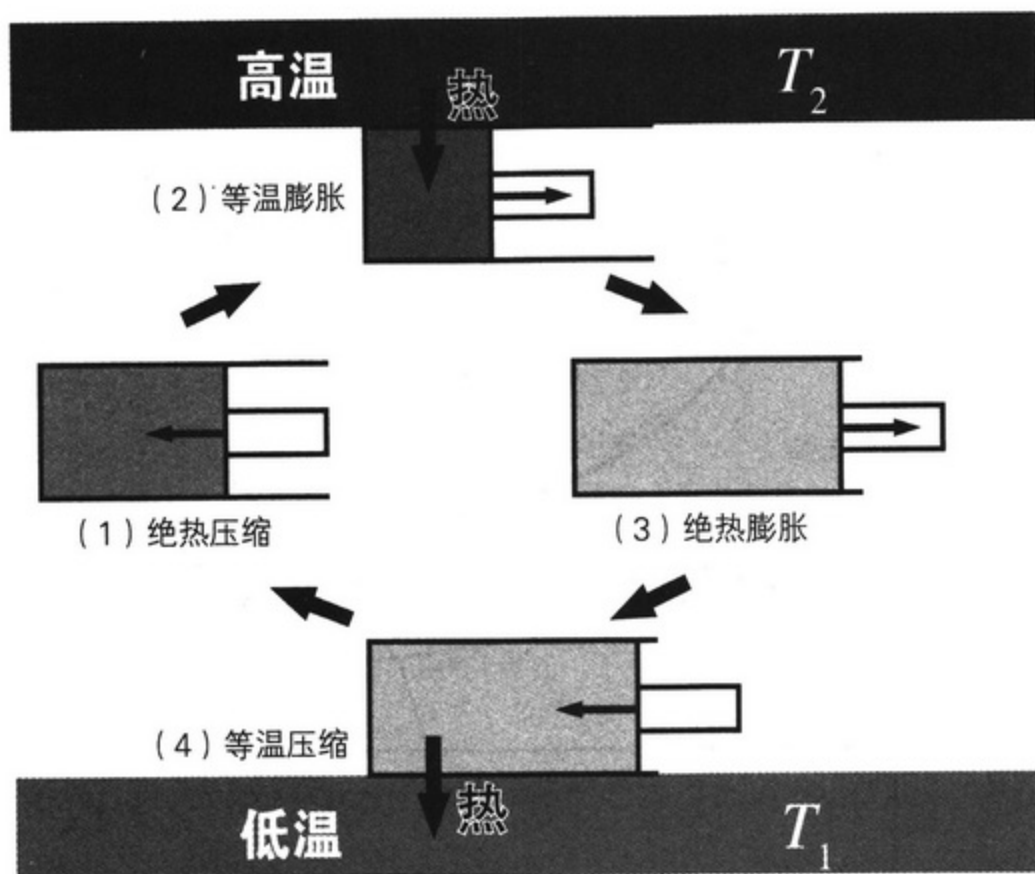 高温 热 T₂
(2) 等温膨胀
(1) 绝热压缩
(3) 绝热膨胀
(4) 等温压缩
低温 热 T₁